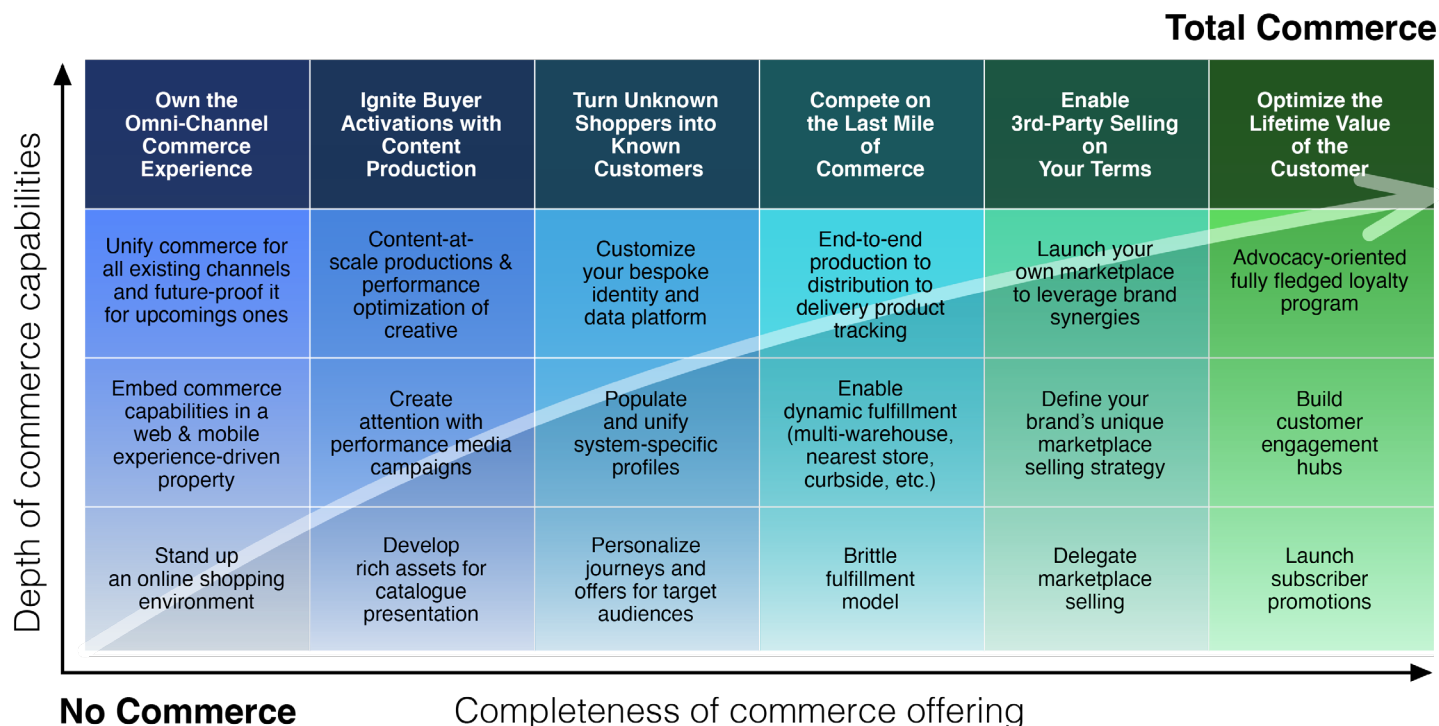 Total Commerce
Depth of commerce capabilities
Own the
Omni-Channel
Commerce
Experience
Ignite Buyer
Activations with
Content
Production
Turn Unknown
Shoppers into
Known
Customers
Compete on
the Last Mile
of
Commerce
Enable
3rd-Party Selling
on
Your Terms
Optimize the
Lifetime Value
of the
Customer
Unify commerce for
all existing channels
and future-proof it
for upcomings ones
Content-at-
scale productions &
performance
optimization of
creative
Customize
your bespoke
identity and
data platform
End-to-end
production to
distribution to
delivery product
tracking
Launch your
own marketplace
to leverage brand
synergies
Advocacy-oriented
fully fledged loyalty
program
Embed commerce
capabilities in a
web & mobile
experience-driven
property
Create
attention with
performance media
campaigns
Populate
and unify
system-specific
profiles
Enable
dynamic fulfillment
(multi-warehouse,
nearest store,
curbside, etc.)
Define your
brand’s unique
marketplace
selling strategy
Build
customer
engagement
hubs
Stand up
an online shopping
environment
Develop
rich assets for
catalogue
presentation
Personalize
journeys and
offers for target
audiences
Brittle
fulfillment
model
Delegate
marketplace
selling
Launch
subscriber
promotions
No Commerce
Completeness of commerce offering